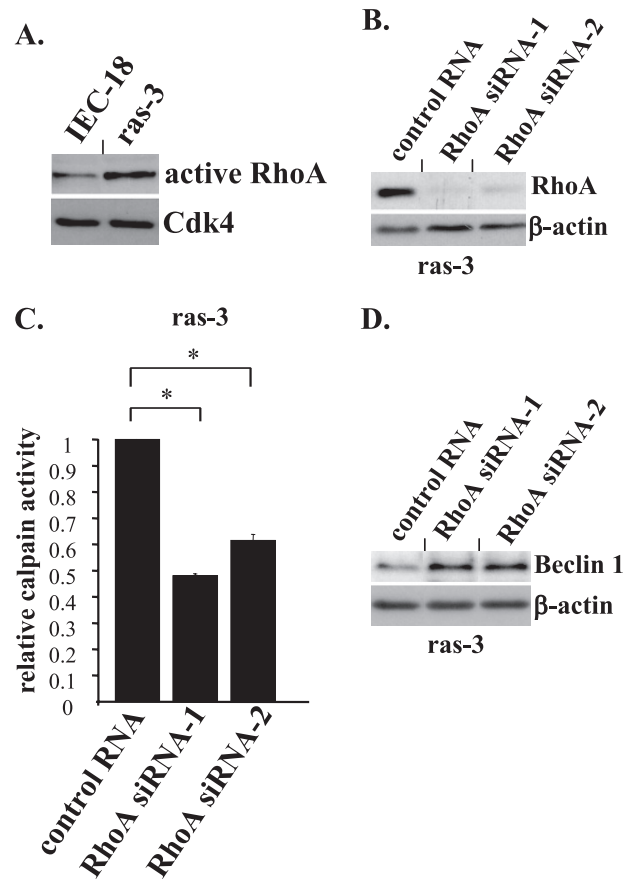 A.
IEC-18
ras-3
active RhoA
Cdk4
B.
control RNA
RhoA siRNA-1
RhoA siRNA-2
RhoA
β-actin
ras-3
C.
ras-3
*
*
relative calpain activity
1
0.9
0.8
0.7
0.6
0.5
0.4
0.3
0.2
0.1
0
control RNA
RhoA siRNA-1
RhoA siRNA-2
D.
control RNA
RhoA siRNA-1
RhoA siRNA-2
Beclin 1
β-actin
ras-3